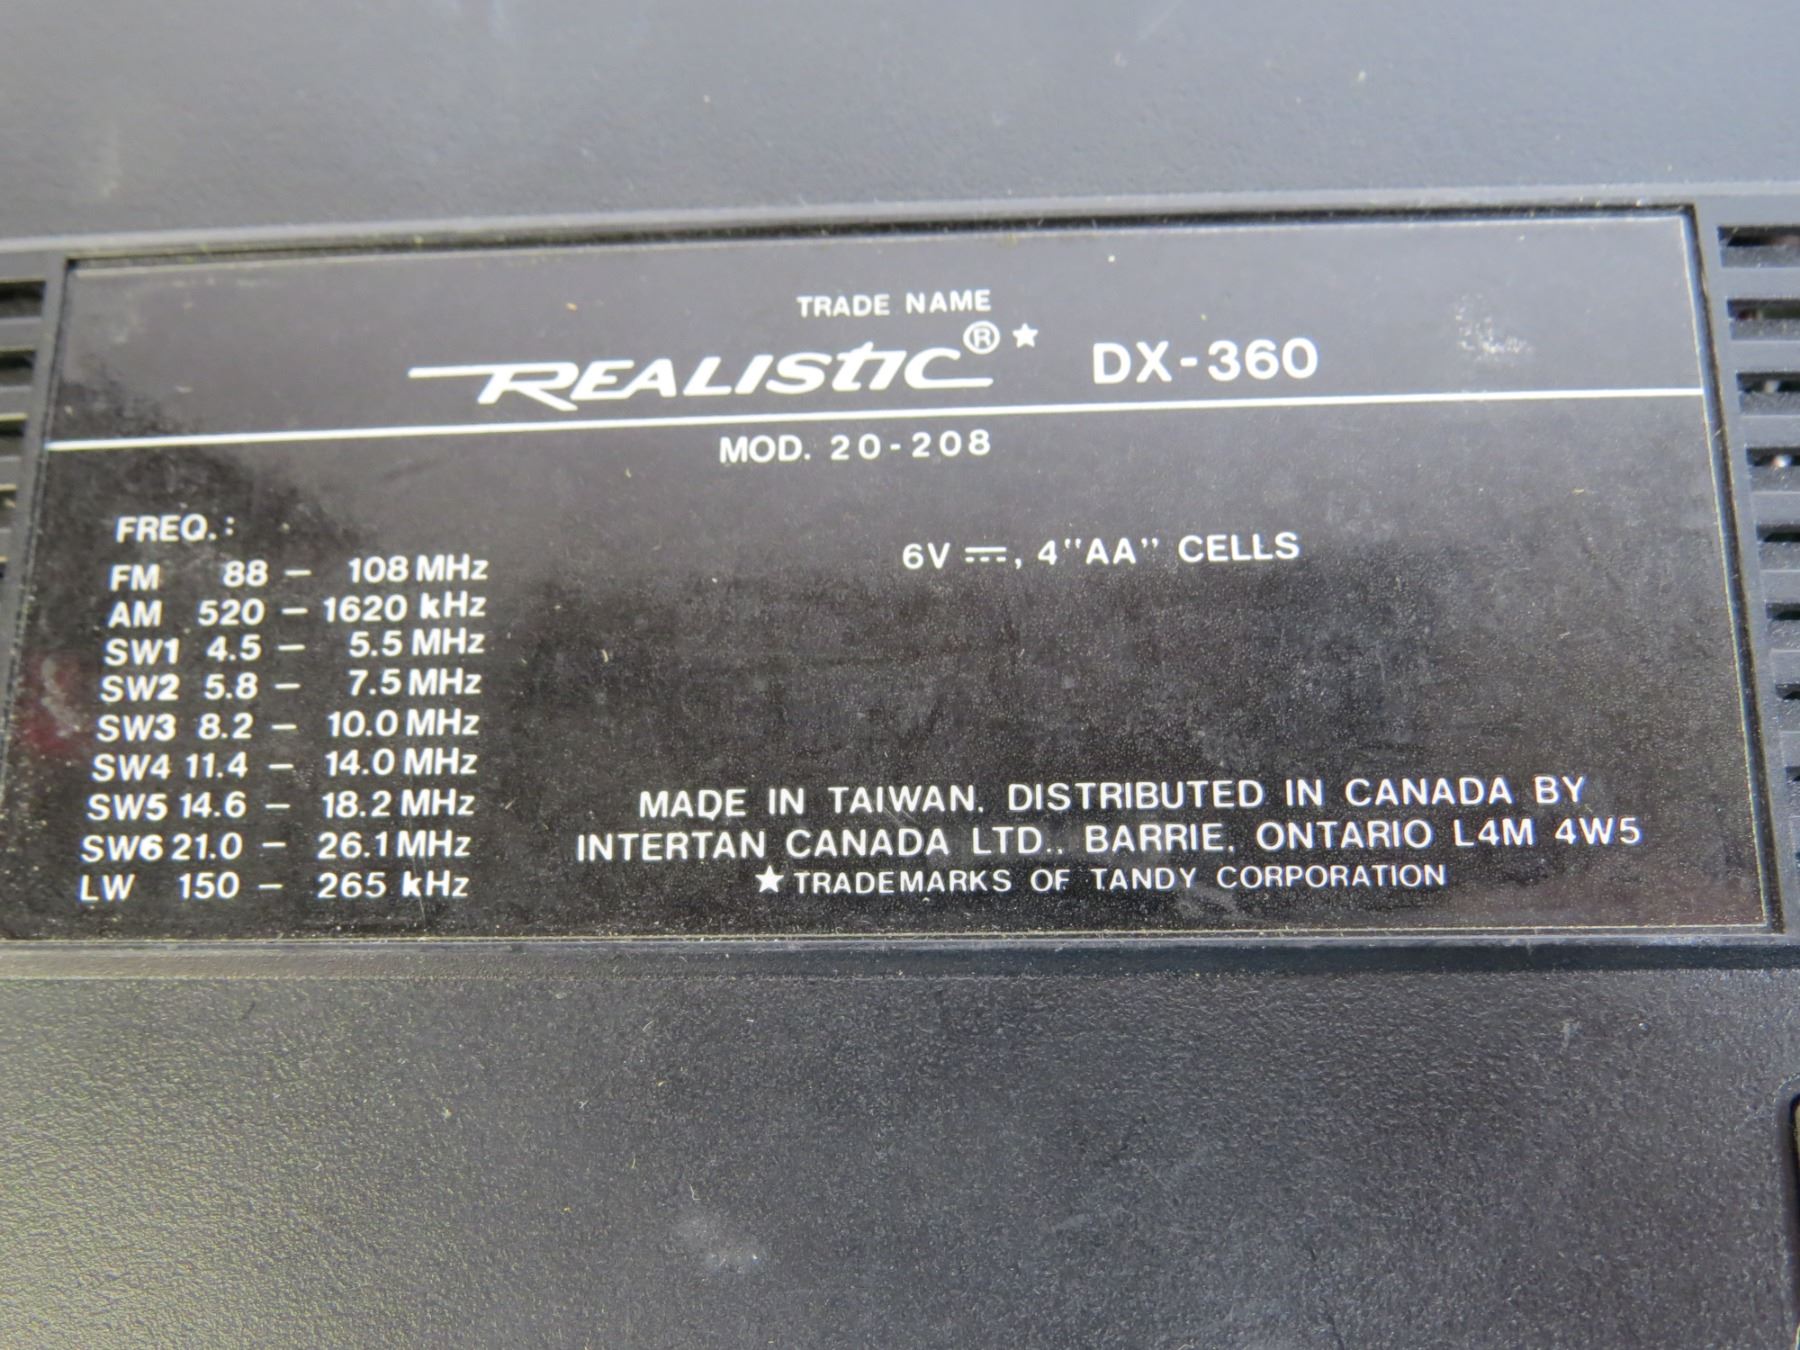 TRADE NAME
REALISTIC®★ DX-360
MOD. 20-208
FREQ.:
FM 88 – 108 MHz
AM 520 – 1620 kHz
SW1 4.5 – 5.5 MHz
SW2 5.8 – 7.5 MHz
SW3 8.2 – 10.0 MHz
SW4 11.4 – 14.0 MHz
SW5 14.6 – 18.2 MHz
SW6 21.0 – 26.1 MHz
LW 150 – 265 kHz
6V ⎓, 4 "AA" CELLS
MADE IN TAIWAN. DISTRIBUTED IN CANADA BY
INTERTAN CANADA LTD., BARRIE, ONTARIO L4M 4W5
★ TRADEMARKS OF TANDY CORPORATION